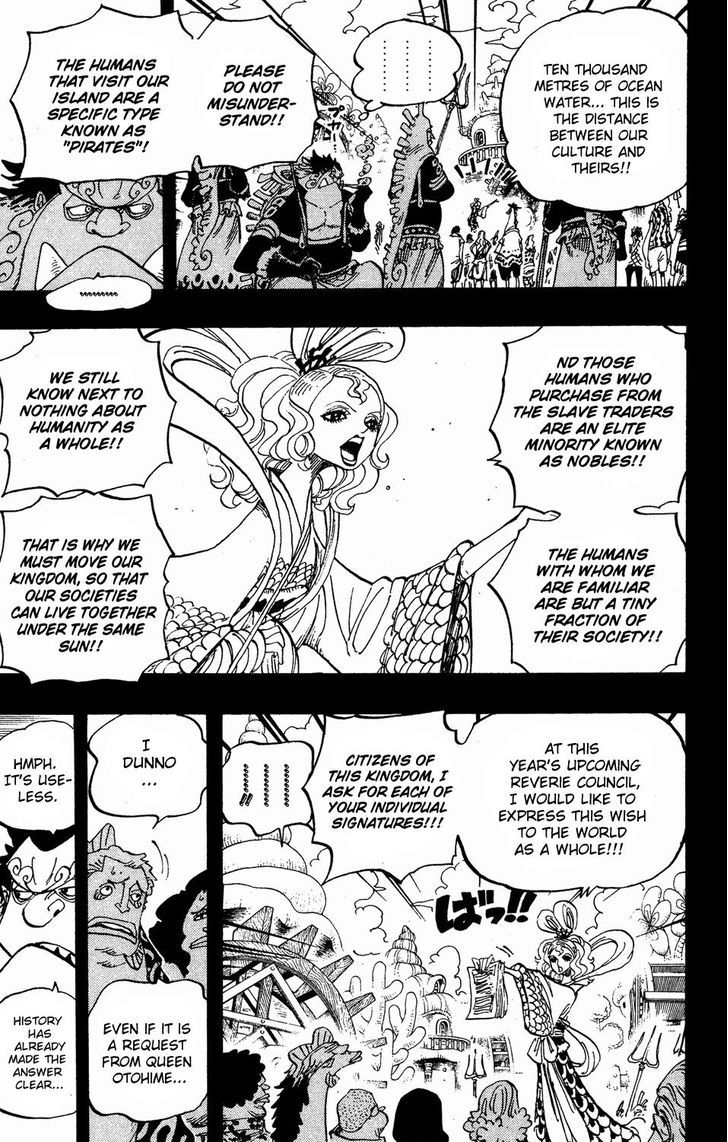 TEN THOUSAND
METRES OF OCEAN
WATER... THIS IS
THE DISTANCE
BETWEEN OUR
CULTURE AND
THEIRS!!
PLEASE
DO NOT
MISUNDER-
STAND!!
THE HUMANS
THAT VISIT OUR
ISLAND ARE A
SPECIFIC TYPE
KNOWN AS
"PIRATES"!
ND THOSE
HUMANS WHO
PURCHASE FROM
THE SLAVE TRADERS
ARE AN ELITE
MINORITY KNOWN
AS NOBLES!!
THE HUMANS
WITH WHOM WE
ARE FAMILIAR
ARE BUT A TINY
FRACTION OF
THEIR SOCIETY!!
WE STILL
KNOW NEXT TO
NOTHING ABOUT
HUMANITY AS
A WHOLE!!
THAT IS WHY WE
MUST MOVE OUR
KINGDOM, SO THAT
OUR SOCIETIES
CAN LIVE TOGETHER
UNDER THE SAME
SUN!!
AT THIS
YEAR'S UPCOMING
REVERIE COUNCIL,
I WOULD LIKE TO
EXPRESS THIS WISH
TO THE WORLD
AS A WHOLE!!!
CITIZENS OF
THIS KINGDOM, I
ASK FOR EACH OF
YOUR INDIVIDUAL
SIGNATURES!!!
ばっ!!
I
DUNNO
...
EVEN IF IT IS
A REQUEST
FROM QUEEN
OTOHIME...
HMPH.
IT'S USE-
LESS.
HISTORY
HAS
ALREADY
MADE THE
ANSWER
CLEAR...